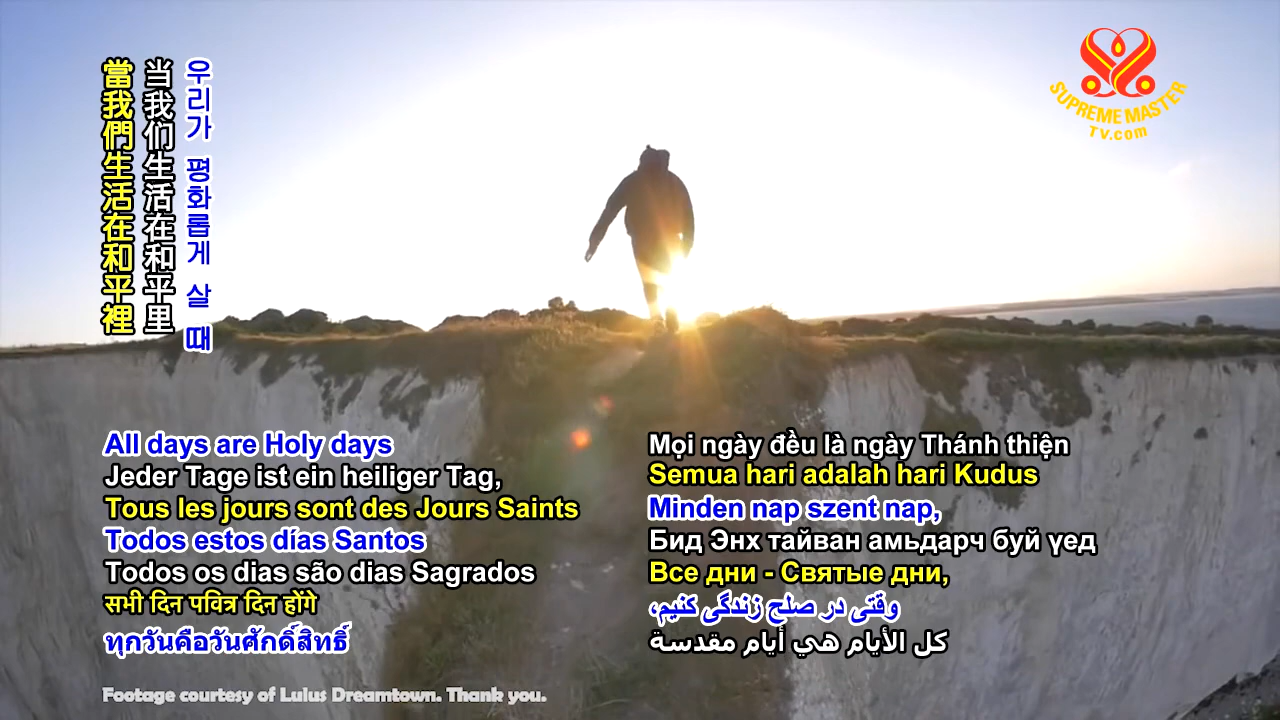 當我們生活在和平裡
当我们生活在和平里
우리가 평화롭게 살 때
SUPREME MASTER
TV.com
All days are Holy days
Jeder Tage ist ein heiliger Tag,
Tous les jours sont des Jours Saints
Todos estos días Santos
Todos os dias são dias Sagrados
सभी दिन पवित्र दिन होंगे
ทุกวันคือวันศักดิ์สิทธิ์
Mọi ngày đều là ngày Thánh thiện
Semua hari adalah hari Kudus
Minden nap szent nap,
Бид Энх тайван амьдарч буй үед
Все дни - Святые дни,
وقتی در صلح زندگی کنیم،
كل الأيام هي أيام مقدسة
Footage courtesy of Lulus Dreamtown. Thank you.